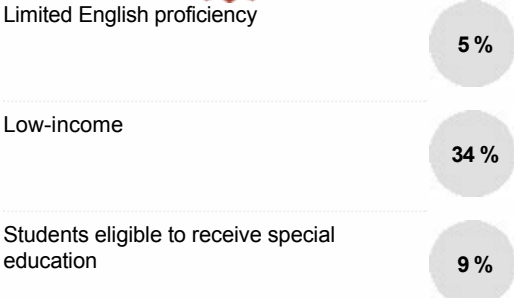 Limited English proficiency
5 %
Low-income
34 %
Students eligible to receive special
education
9 %